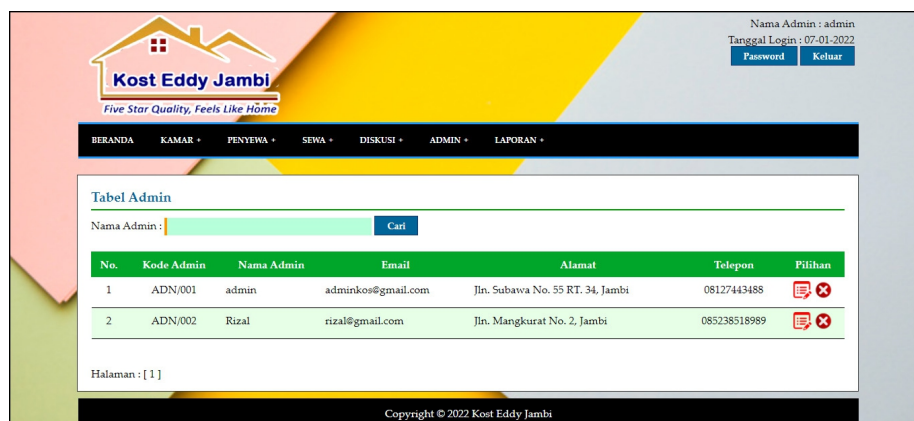 Nama Admin : admin
Tanggal Login : 07-01-2022
Password Keluar
Kost Eddy Jambi
Five Star Quality, Feels Like Home
BERANDA KAMAR + PENYEWA + SEWA + DISKUSI + ADMIN + LAPORAN +
Tabel Admin
Nama Admin : Cari
No. Kode Admin Nama Admin Email Alamat Telepon Pilihan
1 ADN/001 admin adminkos@gmail.com Jln. Subawa No. 55 RT. 34, Jambi 08127443488
2 ADN/002 Rizal rizal@gmail.com Jln. Mangkurat No. 2, Jambi 085238518989
Halaman : [ 1 ]
Copyright © 2022 Kost Eddy Jambi